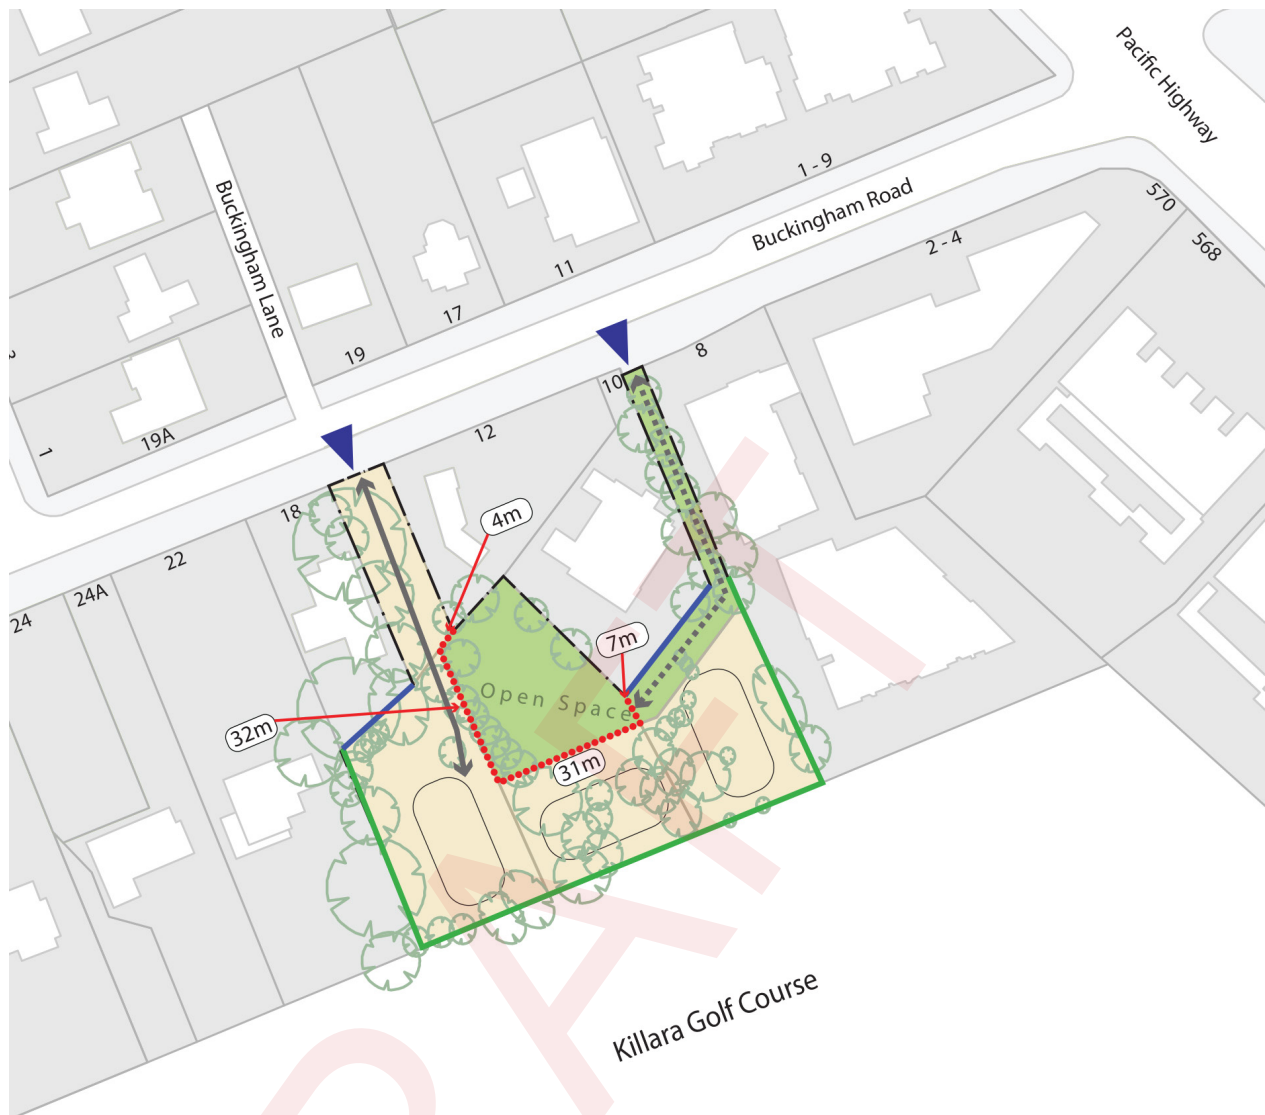 Pacific Highway
1 - 9
570
Buckingham Road
Buckingham Lane
568
2 - 4
11
17
19
8
10
1
19A
12
18
4m
22
24A
24
7m
Open Space
32m
31m
Killara Golf Course
DRAFT